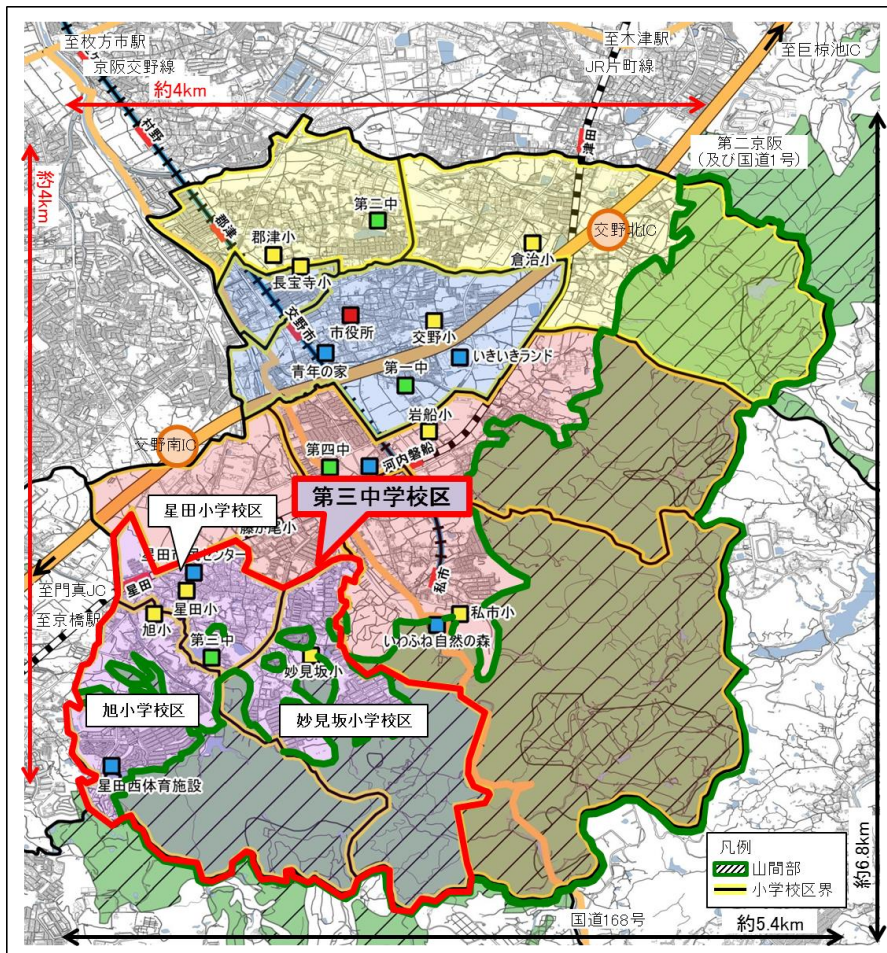 至枚方市駅
京阪交野線
約4km
至木津駅
JR片町線
至巨椋池IC
第二京阪
(及び国道1号)
村野
津田
約4km
郡津
第二中
郡津小
長宝寺小
倉治小
交野北IC
交野市
市役所
交野小
青年の家
いきいきランド
第一中
岩船小
交野南IC
第四中
河内磐船
第三中学校区
星田小学校区
藤が尾小
星田市民センター
至門真JC
星田
星田小
至京橋駅
旭小
第三中
私市
私市小
いわふね自然の森
妙見坂小
旭小学校区
妙見坂小学校区
星田西体育施設
凡例
山間部
小学校区界
約6.8km
国道168号
約5.4km